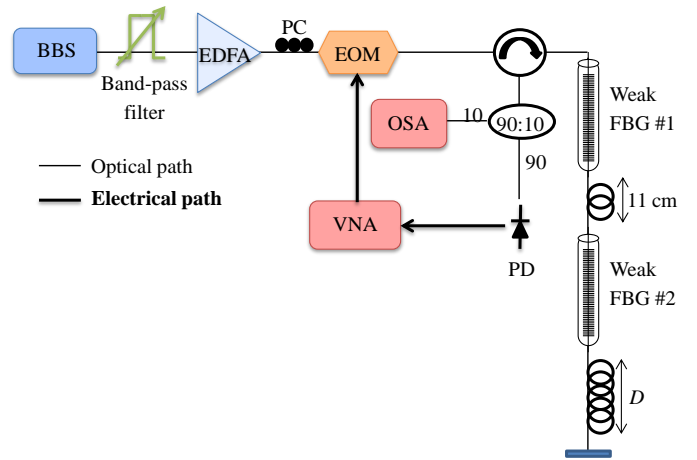 BBS
Band-pass
filter
EDFA
PC
EOM
Weak
FBG #1
OSA
10
90:10
90
Optical path
Electrical path
11 cm
VNA
PD
Weak
FBG #2
D